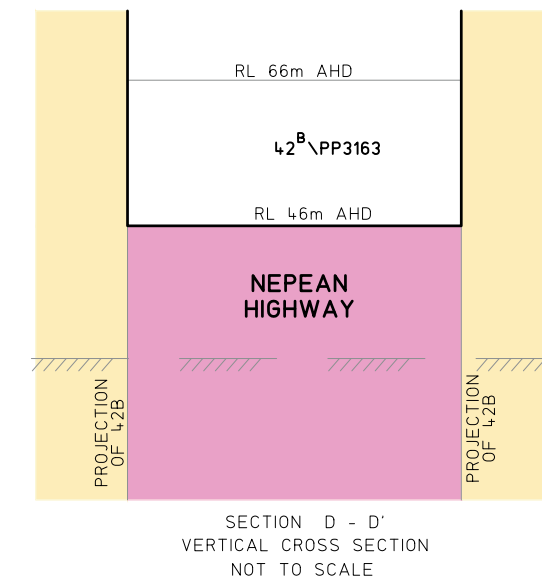 RL 66m AHD
42B\PP3163
RL 46m AHD
NEPEAN
HIGHWAY
PROJECTION
OF 42B
PROJECTION
OF 42B
SECTION D - D'
VERTICAL CROSS SECTION
NOT TO SCALE